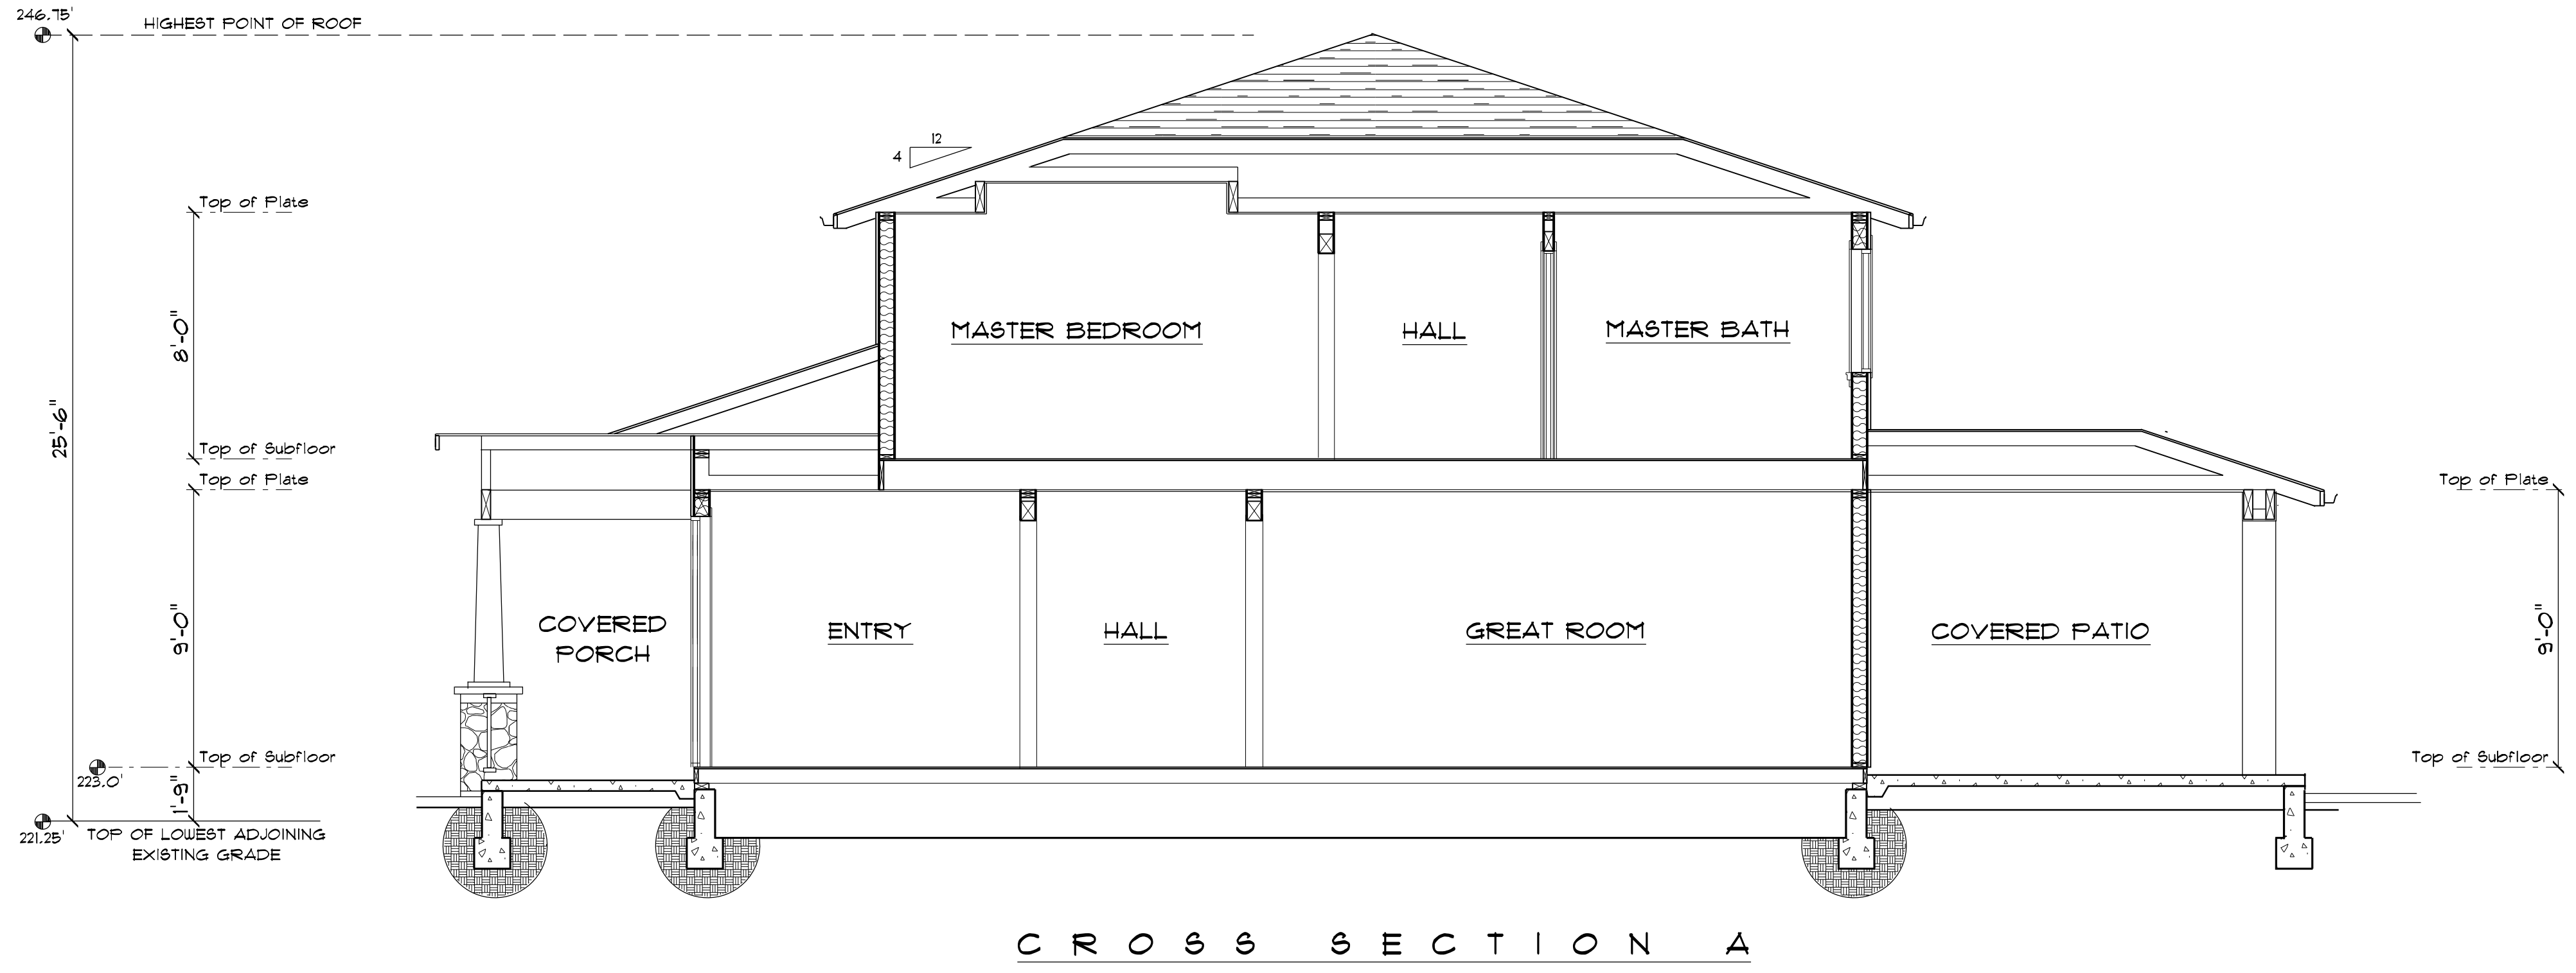 246.75'
HIGHEST POINT OF ROOF
12
4
Top of Plate
8'-0"
MASTER BEDROOM
HALL
MASTER BATH
25'-6"
Top of Subfloor
Top of Plate
Top of Plate
9'-0"
COVERED
PORCH
ENTRY
HALL
GREAT ROOM
COVERED PATIO
9'-0"
Top of Subfloor
Top of Subfloor
223.0'
1'-9"
221.25'
TOP OF LOWEST ADJOINING
EXISTING GRADE
CROSS SECTION A